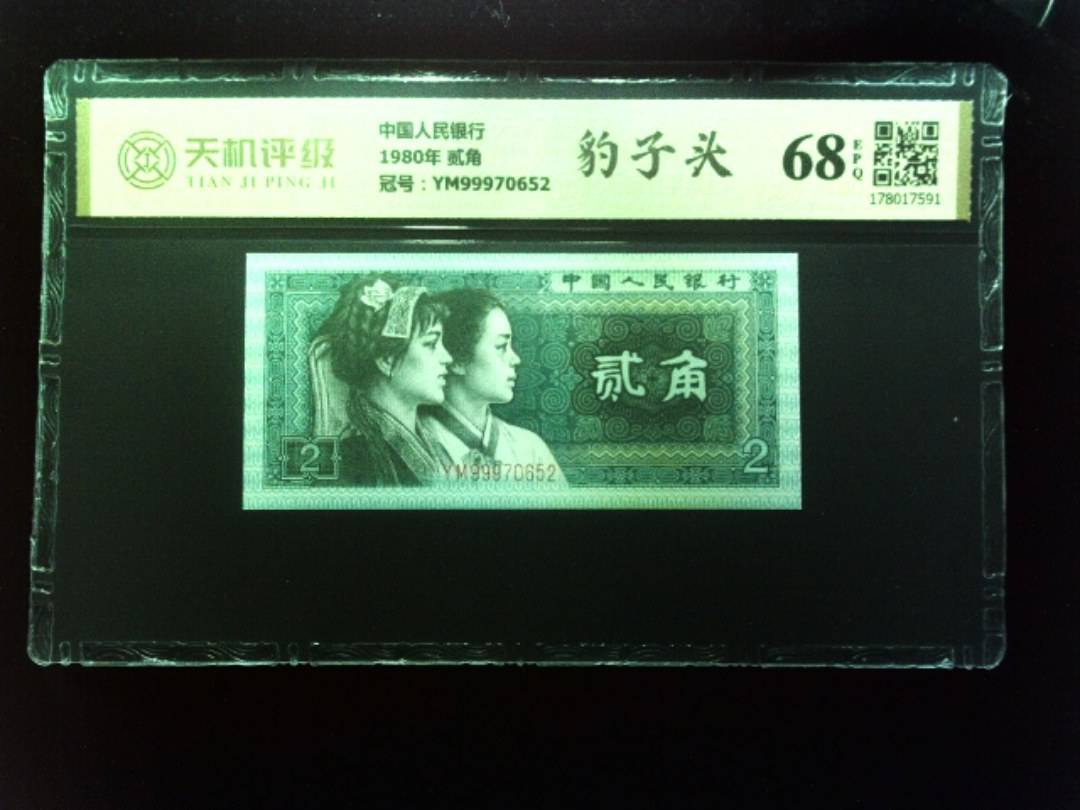 天机评级
TIAN JI PING JI
中国人民银行
1980年 贰角
冠号：YM99970652
豹子头
68
EPQ
178017591
中国人民银行
贰角
2
2
YM99970652